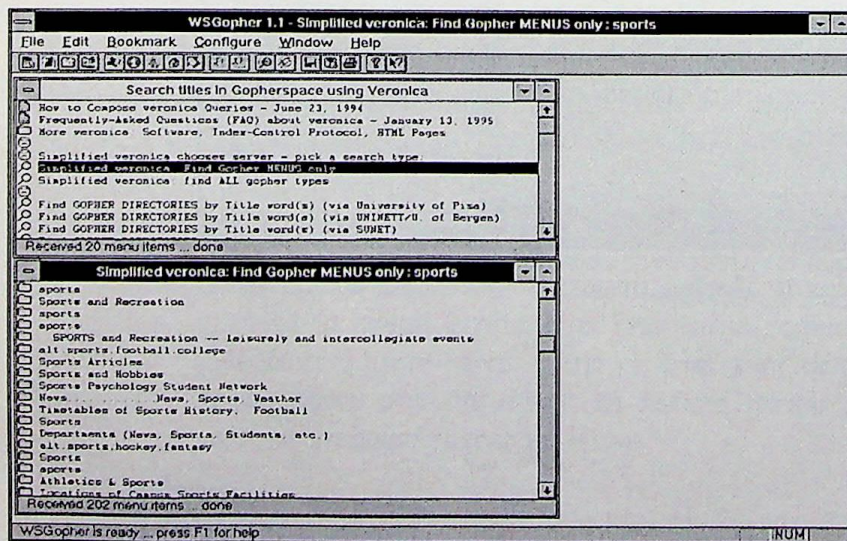 WSGopher 1.1 - Simplified veronica: Find Gopher MENUS only : sports
File Edit Bookmark Configure Window Help
Search titles in Gopherspace using Veronica
How to Compose veronica Queries - June 23, 1994
Frequently-Asked Questions (FAQ) about veronica - January 13, 1995
More veronica: Software, Index-Control Protocol, HTML Pages
Simplified veronica chooses server - pick a search type:
Simplified veronica: Find Gopher MENUS only
Simplified veronica: find ALL gopher types
Find GOPHER DIRECTORIES by Title word(s) (via University of Pisa)
Find GOPHER DIRECTORIES by Title word(s) (via UNINETT/U. of Bergen)
Find GOPHER DIRECTORIES by Title word(s) (via SUNET)
Received 20 menu items ... done
Simplified veronica: Find Gopher MENUS only : sports
sports
Sports and Recreation
sports
sports
SPORTS and Recreation -- leisurely and intercollegiate events
alt.sports.football.college
Sports Articles
Sports and Hobbies
Sports Psychology Student Network
News News, Sports, Weather
Timetables of Sports History. Football
Sports
Departments (News, Sports, Students, etc.)
alt.sports.hockey.fantasy
Sports
sports
Athletics & Sports
Locations of Campus Sports Facilities
Received 202 menu items ... done
WSGopher is ready ... press F1 for help
NUM